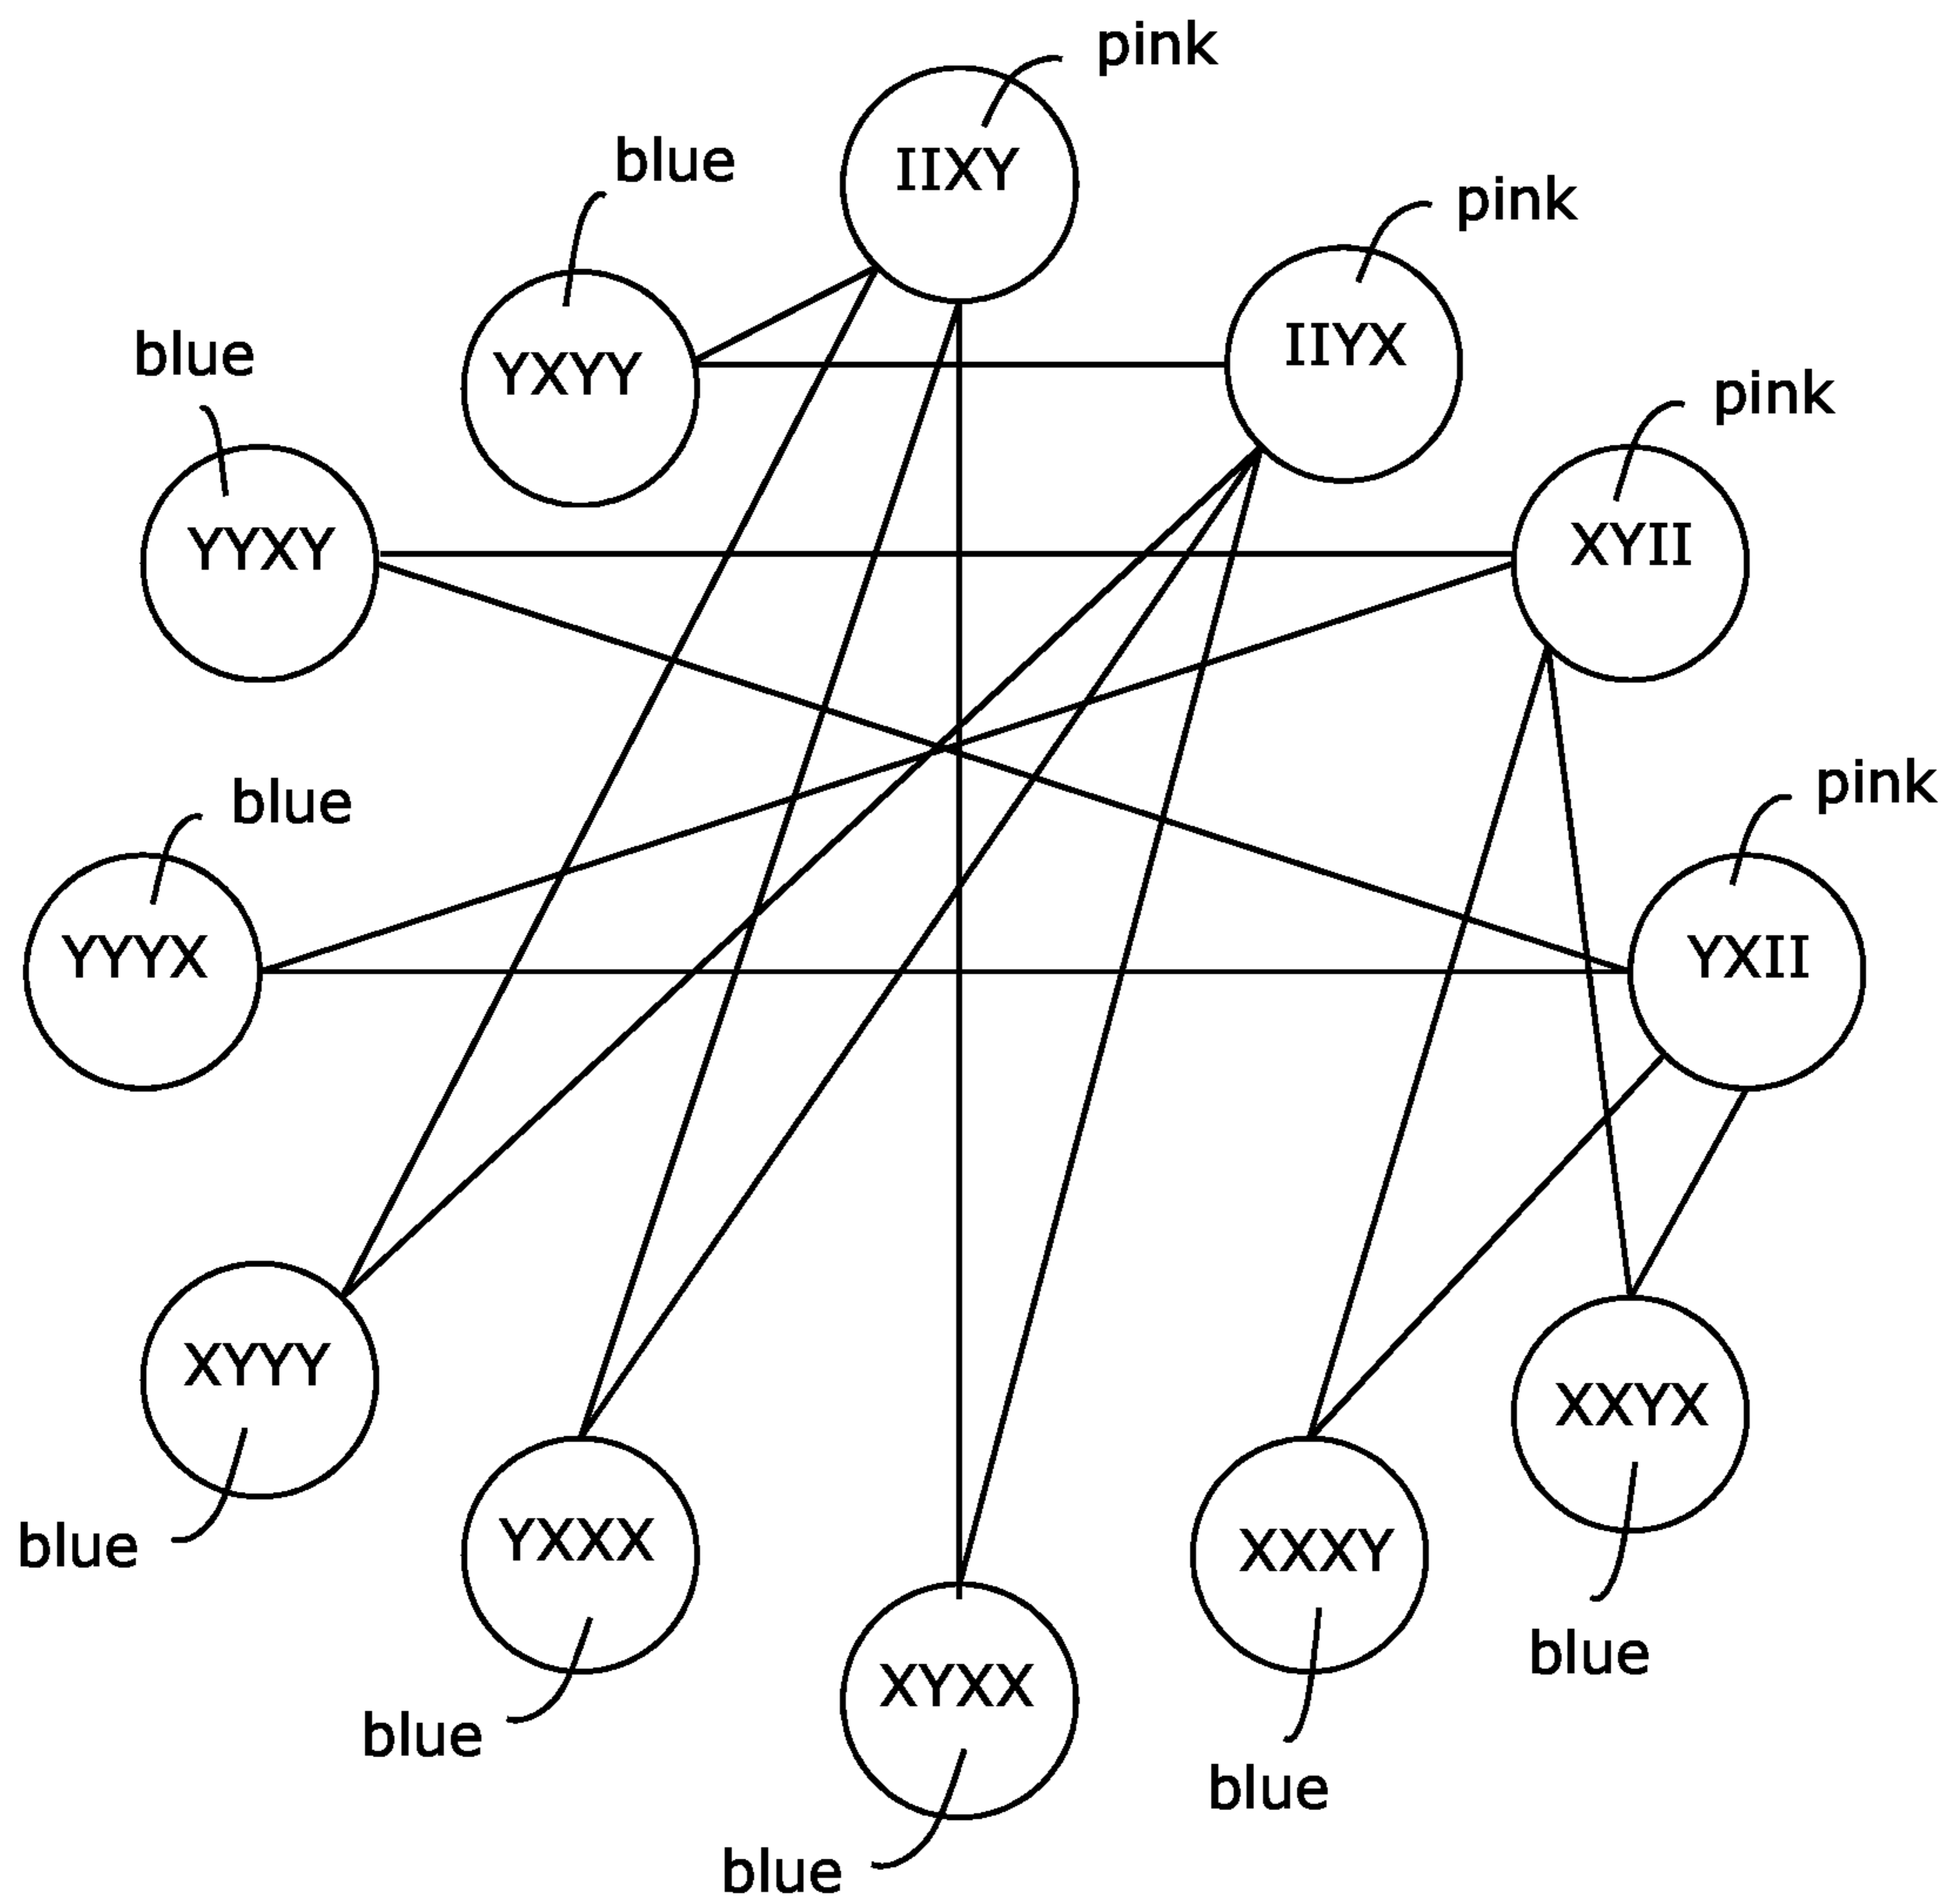 pink
IIXY
blue
YXYY
pink
IIYX
blue
YYXY
pink
XYII
blue
YYYX
pink
YXII
XYYY
blue
YXXX
blue
XYXX
blue
XXXY
blue
XXYX
blue